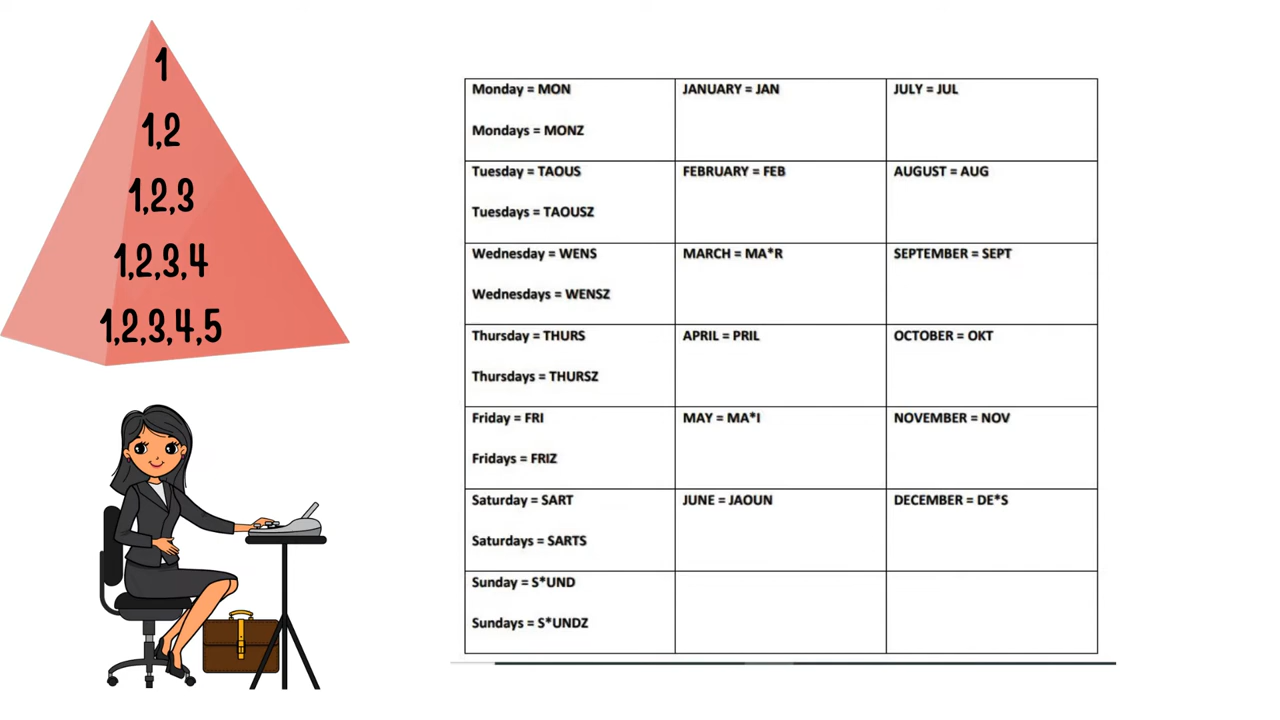 1
1,2
1,2,3
1,2,3,4
1,2,3,4,5
Monday = MON
Mondays = MONZ
JANUARY = JAN
JULY = JUL
Tuesday = TAOUS
Tuesdays = TAOUSZ
FEBRUARY = FEB
AUGUST = AUG
Wednesday = WENS
Wednesdays = WENSZ
MARCH = MA*R
SEPTEMBER = SEPT
Thursday = THURS
Thursdays = THURSZ
APRIL = PRIL
OCTOBER = OKT
Friday = FRI
Fridays = FRIZ
MAY = MA*I
NOVEMBER = NOV
Saturday = SART
Saturdays = SARTS
JUNE = JAOUN
DECEMBER = DE*S
Sunday = S*UND
Sundays = S*UNDZ